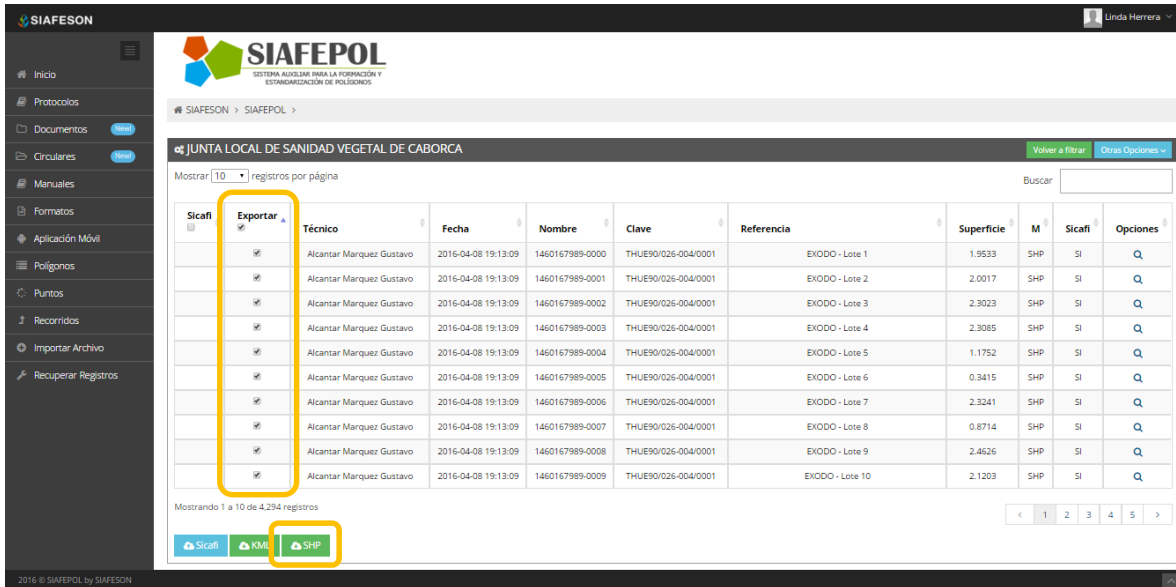 SIAFESON
Linda Herrera
Inicio
Protocolos
Documentos New!
Circulares New!
Manuales
Formatos
Aplicación Móvil
Polígonos
Puntos
Recorridos
Importar Archivo
Recuperar Registros
SIAFEPOL
SISTEMA AUXILIAR PARA LA FORMACIÓN Y
ESTANDARIZACIÓN DE POLÍGONOS
SIAFESON > SIAFEPOL >
JUNTA LOCAL DE SANIDAD VEGETAL DE CABORCA
Volver a filtrar Otras Opciones
Mostrar 10 registros por página
Buscar
Sicafi Exportar Técnico Fecha Nombre Clave Referencia Superficie M Sicafi Opciones
Alcantar Marquez Gustavo 2016-04-08 19:13:09 1460167989-0000 THUE90/026-004/0001 EXODO - Lote 1 1.9533 SHP SI
Alcantar Marquez Gustavo 2016-04-08 19:13:09 1460167989-0001 THUE90/026-004/0001 EXODO - Lote 2 2.0017 SHP SI
Alcantar Marquez Gustavo 2016-04-08 19:13:09 1460167989-0002 THUE90/026-004/0001 EXODO - Lote 3 2.3023 SHP SI
Alcantar Marquez Gustavo 2016-04-08 19:13:09 1460167989-0003 THUE90/026-004/0001 EXODO - Lote 4 2.3085 SHP SI
Alcantar Marquez Gustavo 2016-04-08 19:13:09 1460167989-0004 THUE90/026-004/0001 EXODO - Lote 5 1.1752 SHP SI
Alcantar Marquez Gustavo 2016-04-08 19:13:09 1460167989-0005 THUE90/026-004/0001 EXODO - Lote 6 0.3415 SHP SI
Alcantar Marquez Gustavo 2016-04-08 19:13:09 1460167989-0006 THUE90/026-004/0001 EXODO - Lote 7 2.3241 SHP SI
Alcantar Marquez Gustavo 2016-04-08 19:13:09 1460167989-0007 THUE90/026-004/0001 EXODO - Lote 8 0.8714 SHP SI
Alcantar Marquez Gustavo 2016-04-08 19:13:09 1460167989-0008 THUE90/026-004/0001 EXODO - Lote 9 2.4626 SHP SI
Alcantar Marquez Gustavo 2016-04-08 19:13:09 1460167989-0009 THUE90/026-004/0001 EXODO - Lote 10 2.1203 SHP SI
Mostrando 1 a 10 de 4,294 registros
< 1 2 3 4 5 >
Sicafi KML SHP
2016 © SIAFEPOL by SIAFESON